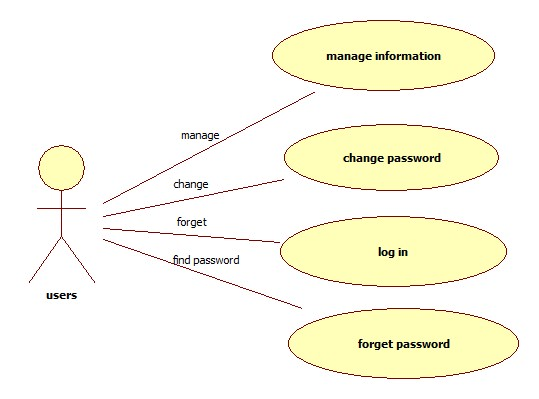 manage information
manage
change password
change
forget
log in
find password
users
forget password